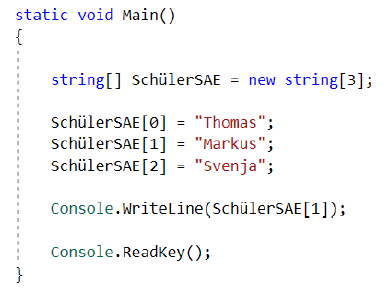 static void Main()
{
string[] SchülerSAE = new string[3];
SchülerSAE[0] = "Thomas";
SchülerSAE[1] = "Markus";
SchülerSAE[2] = "Svenja";
Console.WriteLine(SchülerSAE[1]);
Console.ReadKey();
}